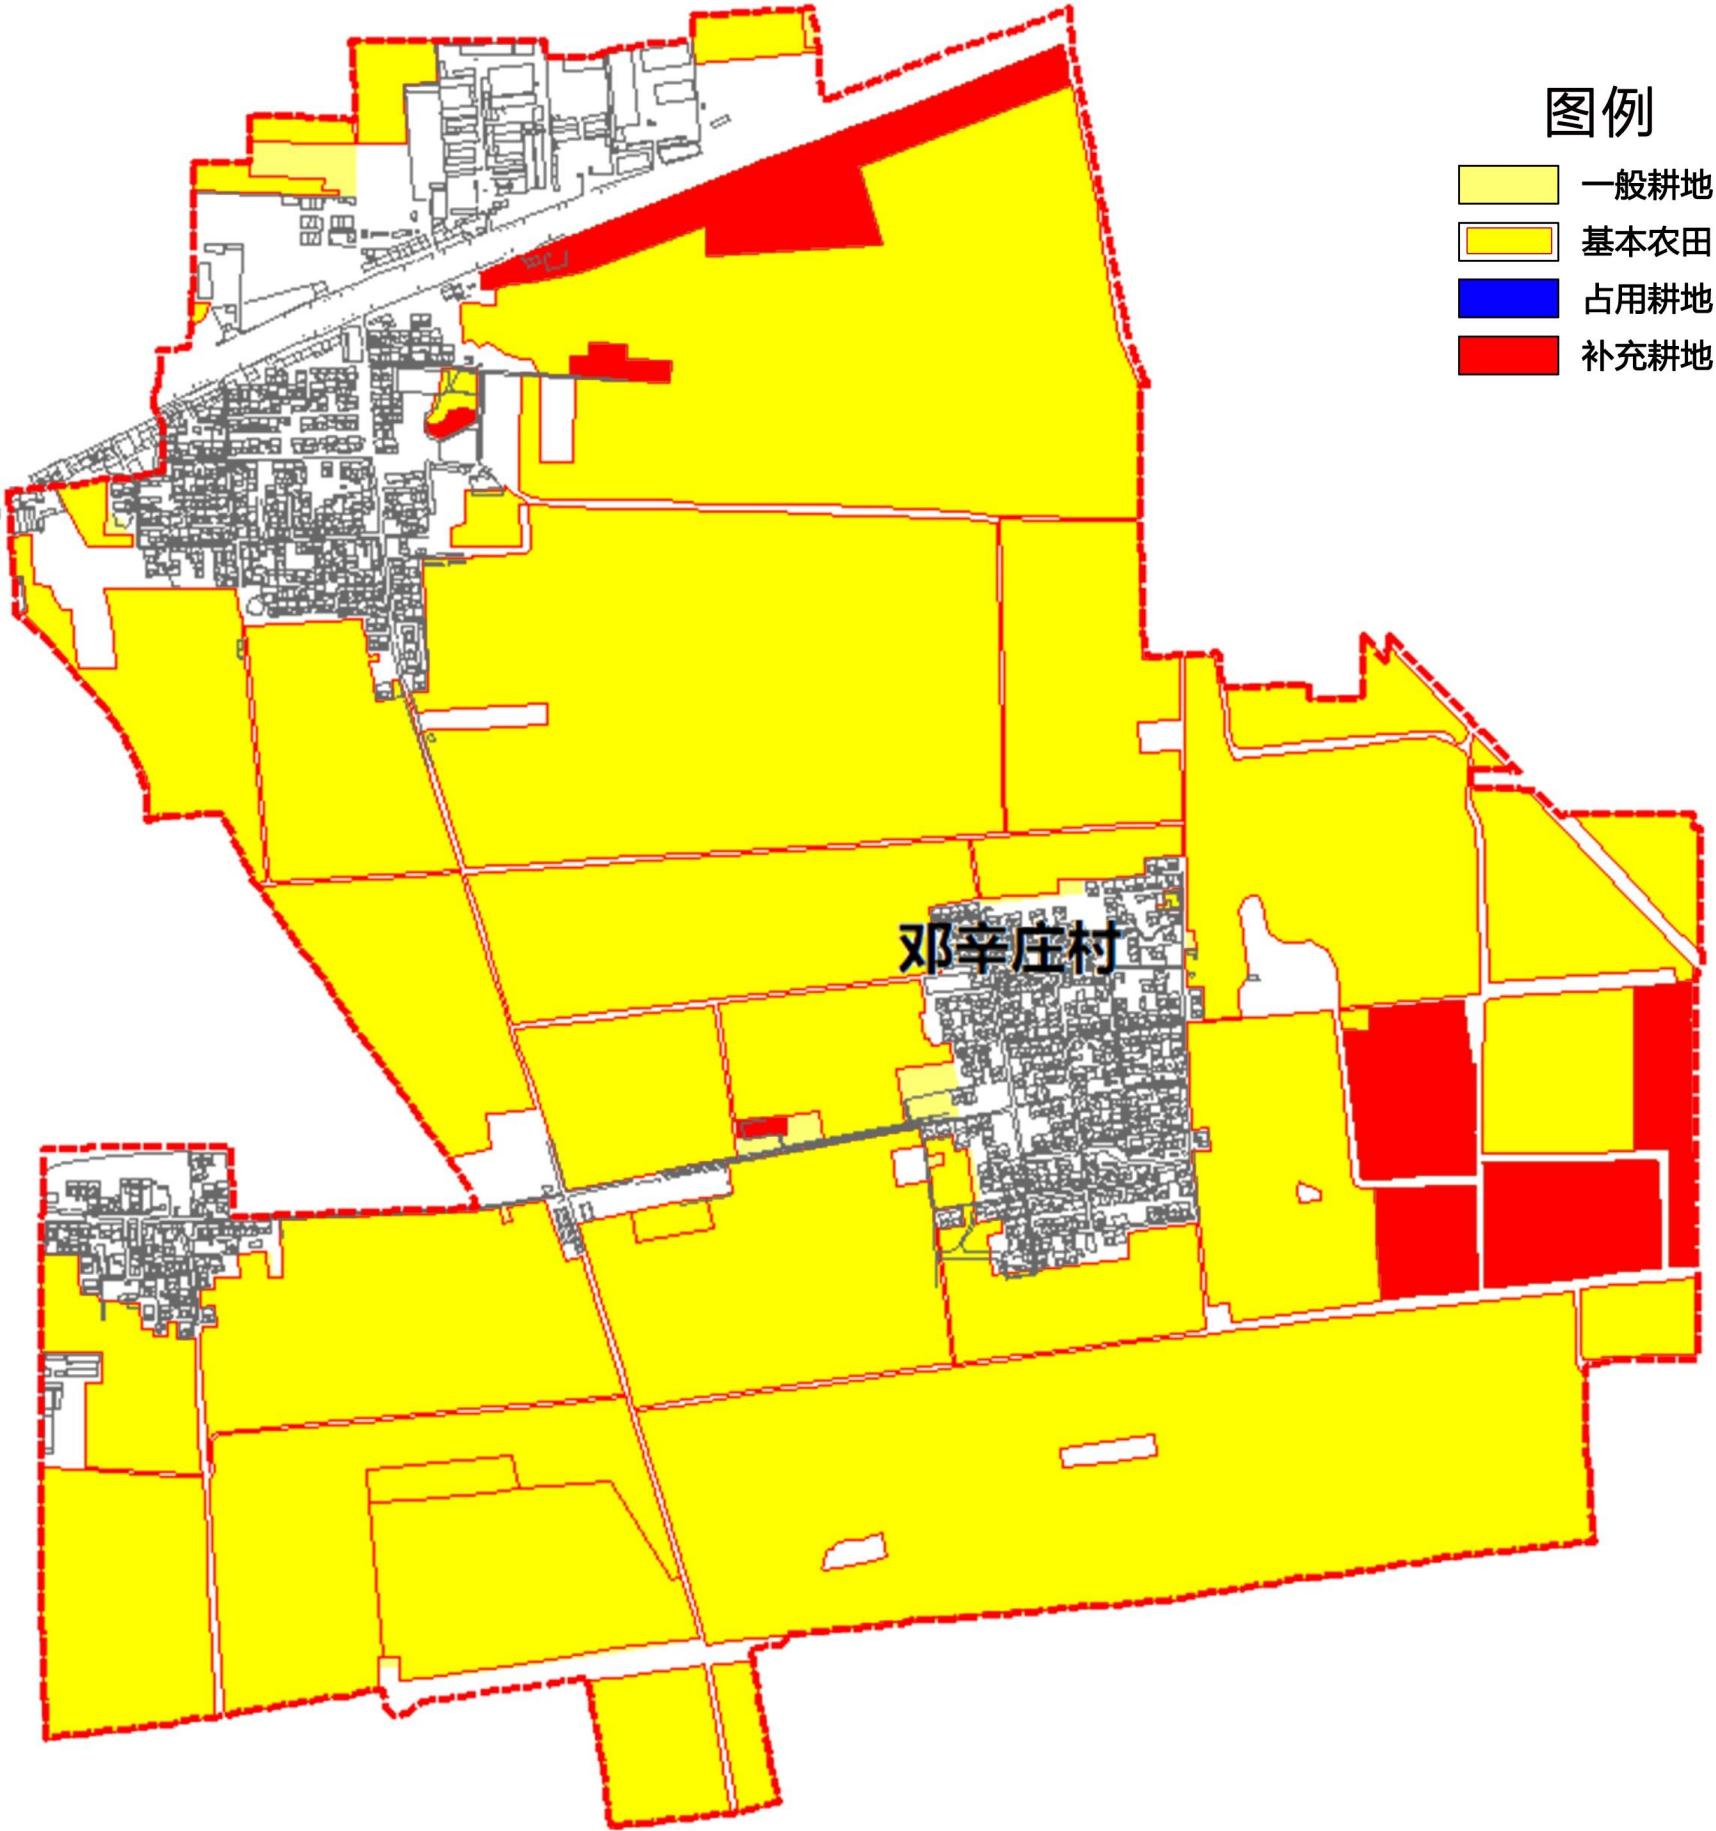 图例
一般耕地
基本农田
占用耕地
补充耕地
邓辛庄村